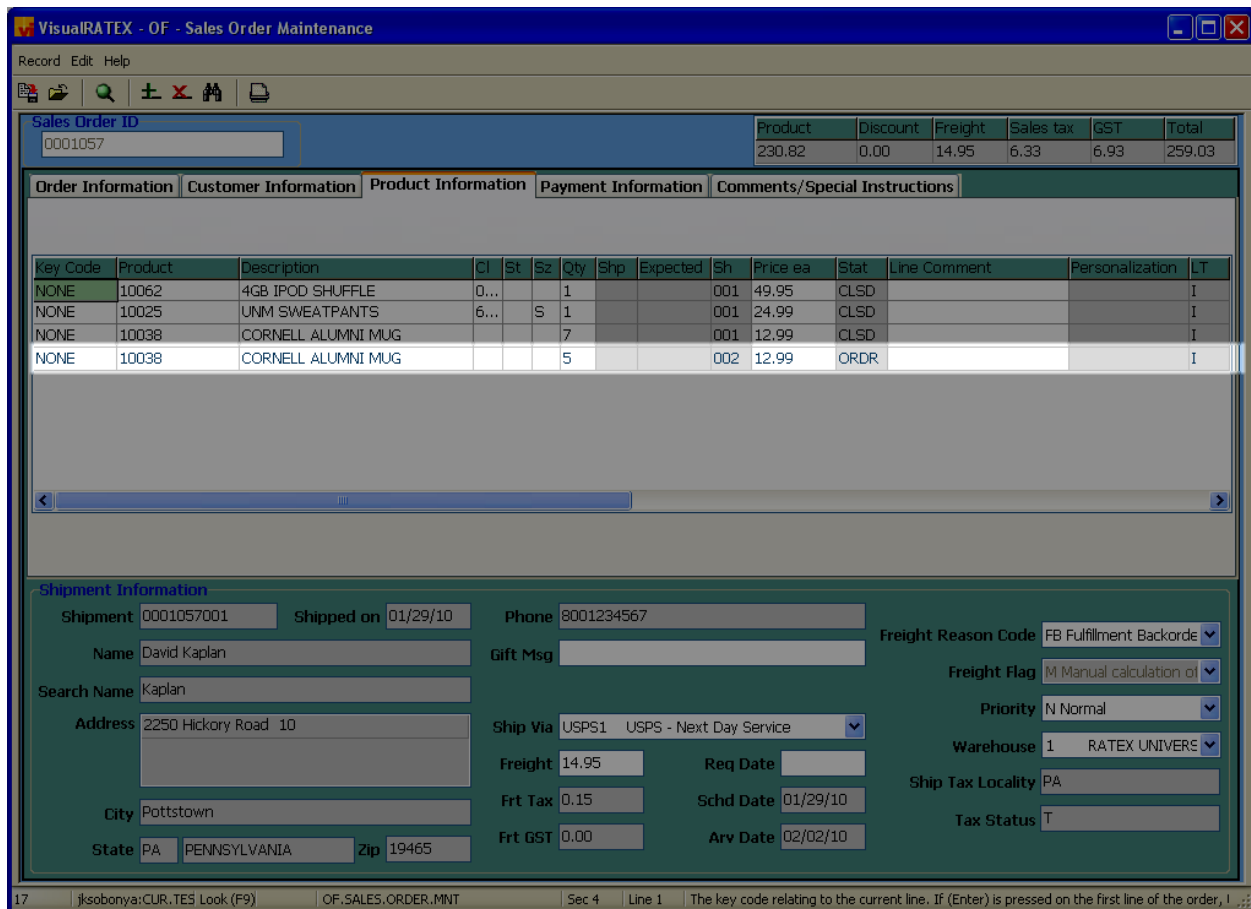 VisualRATEX - OF - Sales Order Maintenance
Record Edit Help
Sales Order ID
0001057
Product Discount Freight Sales tax GST Total
230.82 0.00 14.95 6.33 6.93 259.03
Order Information Customer Information Product Information Payment Information Comments/Special Instructions
Key Code Product Description Cl St Sz Qty Shp Expected Sh Price ea Stat Line Comment Personalization LT
NONE 10062 4GB IPOD SHUFFLE 0... 1 001 49.95 CLSD I
NONE 10025 UNM SWEATPANTS 6... S 1 001 24.99 CLSD I
NONE 10038 CORNELL ALUMNI MUG 7 001 12.99 CLSD I
NONE 10038 CORNELL ALUMNI MUG 5 002 12.99 ORDR I
Shipment Information
Shipment 0001057001 Shipped on 01/29/10
Name David Kaplan
Search Name Kaplan
Address 2250 Hickory Road 10
City Pottstown
State PA PENNSYLVANIA Zip 19465
Phone 8001234567
Gift Msg
Ship Via USPS1 USPS - Next Day Service
Freight 14.95 Req Date
Frt Tax 0.15 Schd Date 01/29/10
Frt GST 0.00 Arv Date 02/02/10
Freight Reason Code FB Fulfillment Backorde
Freight Flag M Manual calculation of
Priority N Normal
Warehouse 1 RATEX UNIVERS
Ship Tax Locality PA
Tax Status T
17 jksobonya:CUR.TES Look (F9) OF.SALES.ORDER.MNT Sec 4 Line 1 The key code relating to the current line. If (Enter) is pressed on the first line of the order,